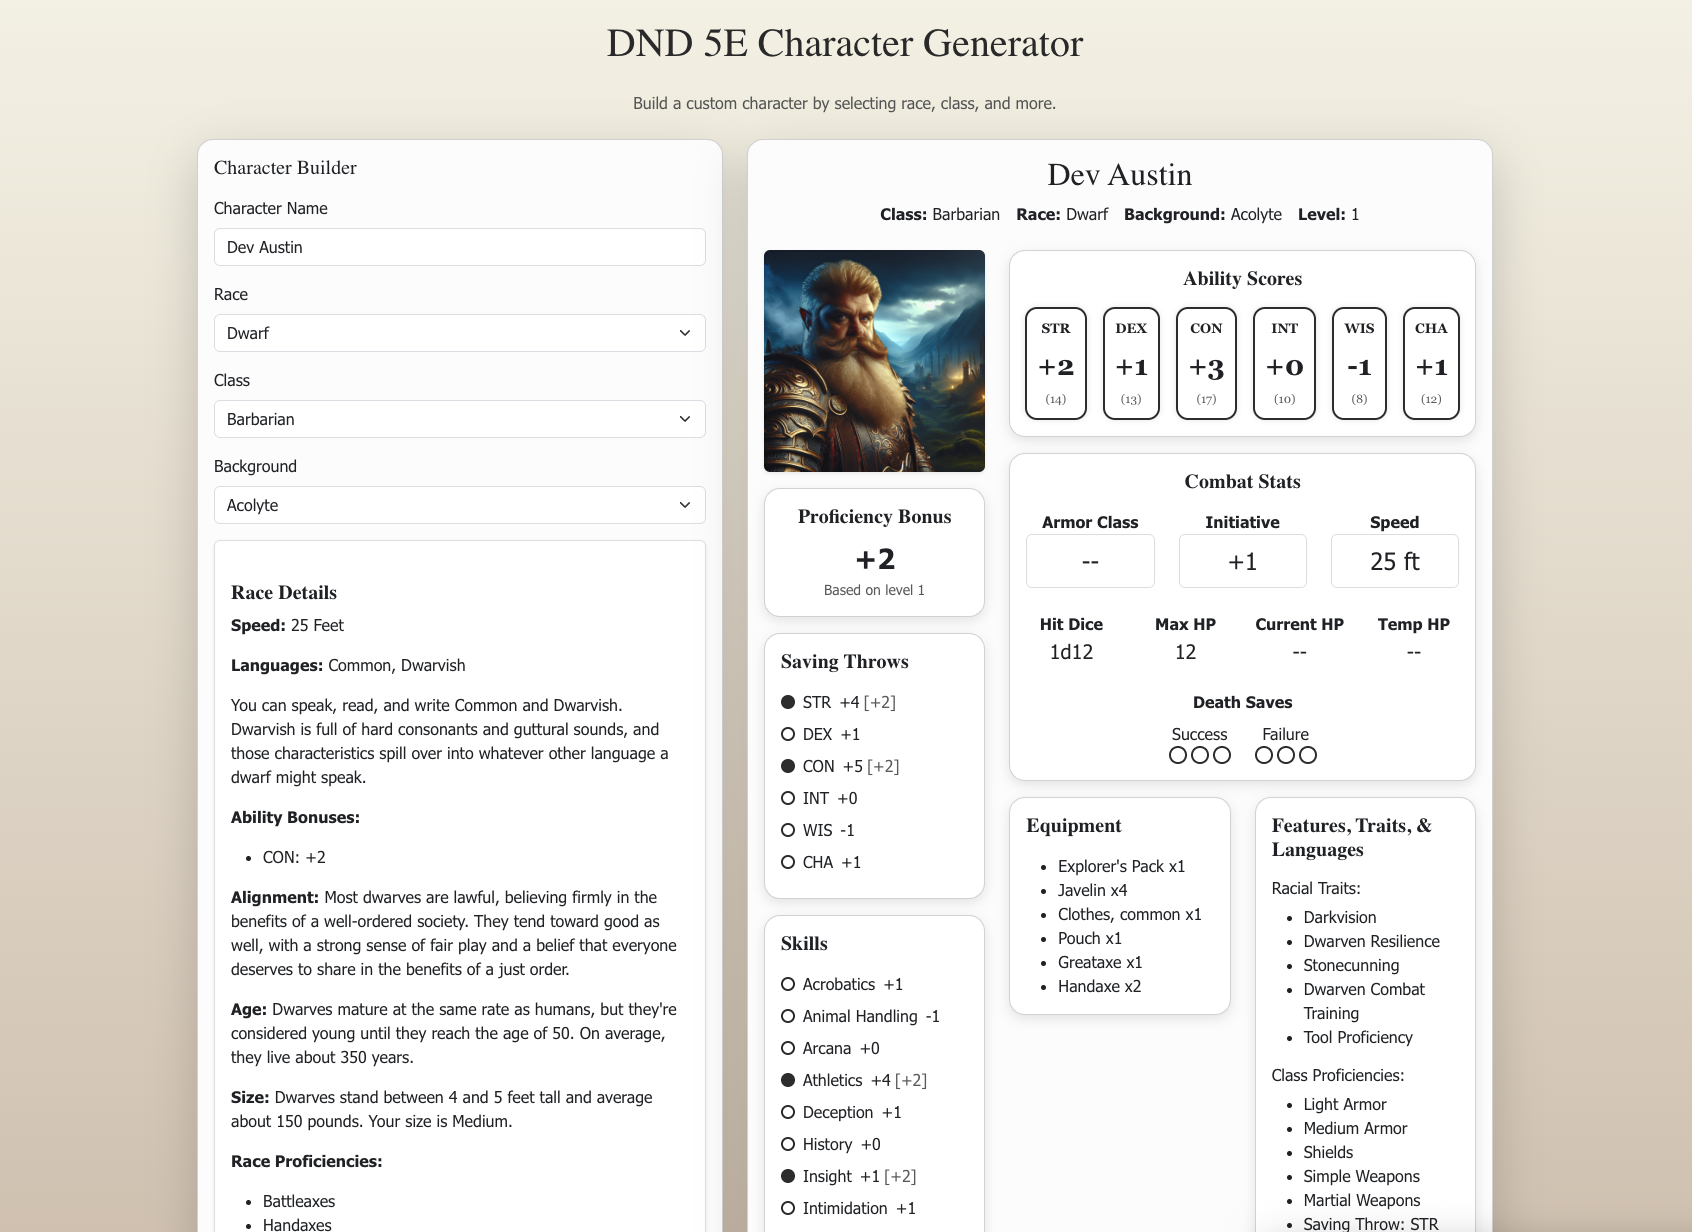 DND 5E Character Generator
Build a custom character by selecting race, class, and more.
Character Builder
Character Name
Dev Austin
Race
Dwarf
Class
Barbarian
Background
Acolyte
Race Details
Speed: 25 Feet
Languages: Common, Dwarvish
You can speak, read, and write Common and Dwarvish.
Dwarvish is full of hard consonants and guttural sounds, and
those characteristics spill over into whatever other language a
dwarf might speak.
Ability Bonuses:
• CON: +2
Alignment: Most dwarves are lawful, believing firmly in the
benefits of a well-ordered society. They tend toward good as
well, with a strong sense of fair play and a belief that everyone
deserves to share in the benefits of a just order.
Age: Dwarves mature at the same rate as humans, but they're
considered young until they reach the age of 50. On average,
they live about 350 years.
Size: Dwarves stand between 4 and 5 feet tall and average
about 150 pounds. Your size is Medium.
Race Proficiencies:
• Battleaxes
• Handaxes
Dev Austin
Class: Barbarian Race: Dwarf Background: Acolyte Level: 1
Proficiency Bonus
+2
Based on level 1
Saving Throws
STR +4 [+2]
DEX +1
CON +5 [+2]
INT +0
WIS -1
CHA +1
Skills
Acrobatics +1
Animal Handling -1
Arcana +0
Athletics +4 [+2]
Deception +1
History +0
Insight +1 [+2]
Intimidation +1
Ability Scores
STR DEX CON INT WIS CHA
+2 +1 +3 +0 -1 +1
(14) (13) (17) (10) (8) (12)
Combat Stats
Armor Class Initiative Speed
-- +1 25 ft
Hit Dice Max HP Current HP Temp HP
1d12 12 -- --
Death Saves
Success Failure
Equipment
• Explorer's Pack x1
• Javelin x4
• Clothes, common x1
• Pouch x1
• Greataxe x1
• Handaxe x2
Features, Traits, &
Languages
Racial Traits:
• Darkvision
• Dwarven Resilience
• Stonecunning
• Dwarven Combat
Training
• Tool Proficiency
Class Proficiencies:
• Light Armor
• Medium Armor
• Shields
• Simple Weapons
• Martial Weapons
• Saving Throw: STR